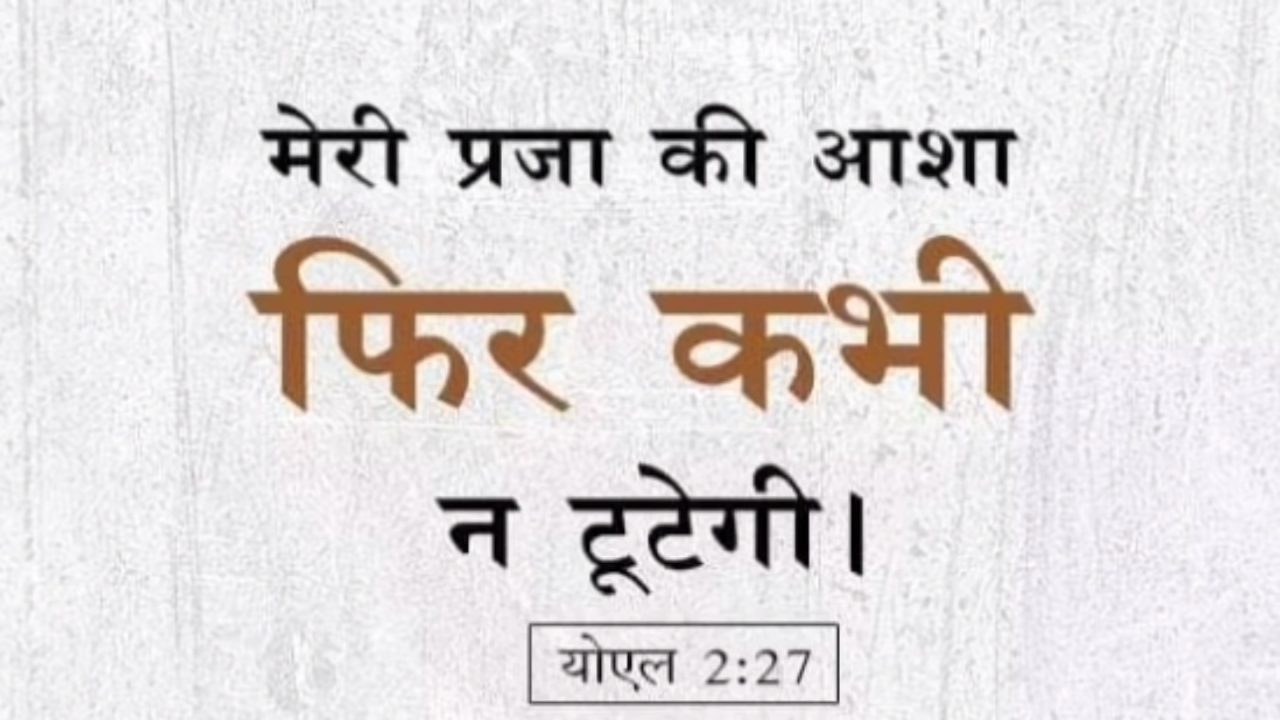 मेरी प्रजा की आशा
फिर कभी
न टूटेगी।
योएल 2:27